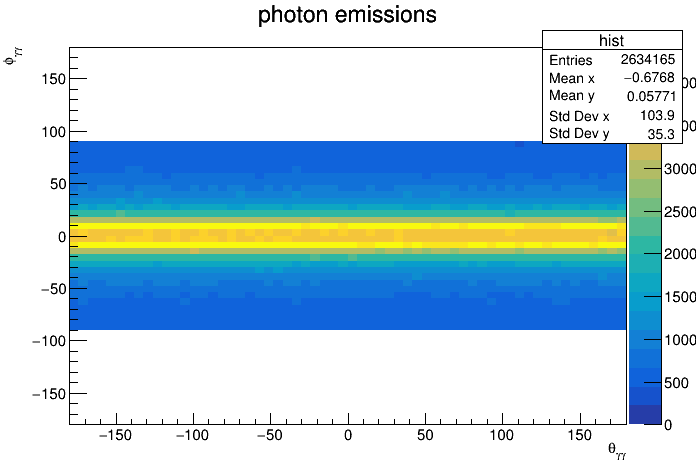 photon emissions
hist
Entries 2634165
Mean x −0.6768
Mean y 0.05771
Std Dev x 103.9
Std Dev y 35.3
ϕγγ
150
100
50
0
−50
−100
−150
−150 −100 −50 0 50 100 150
θγγ
3000
2500
2000
1500
1000
500
0